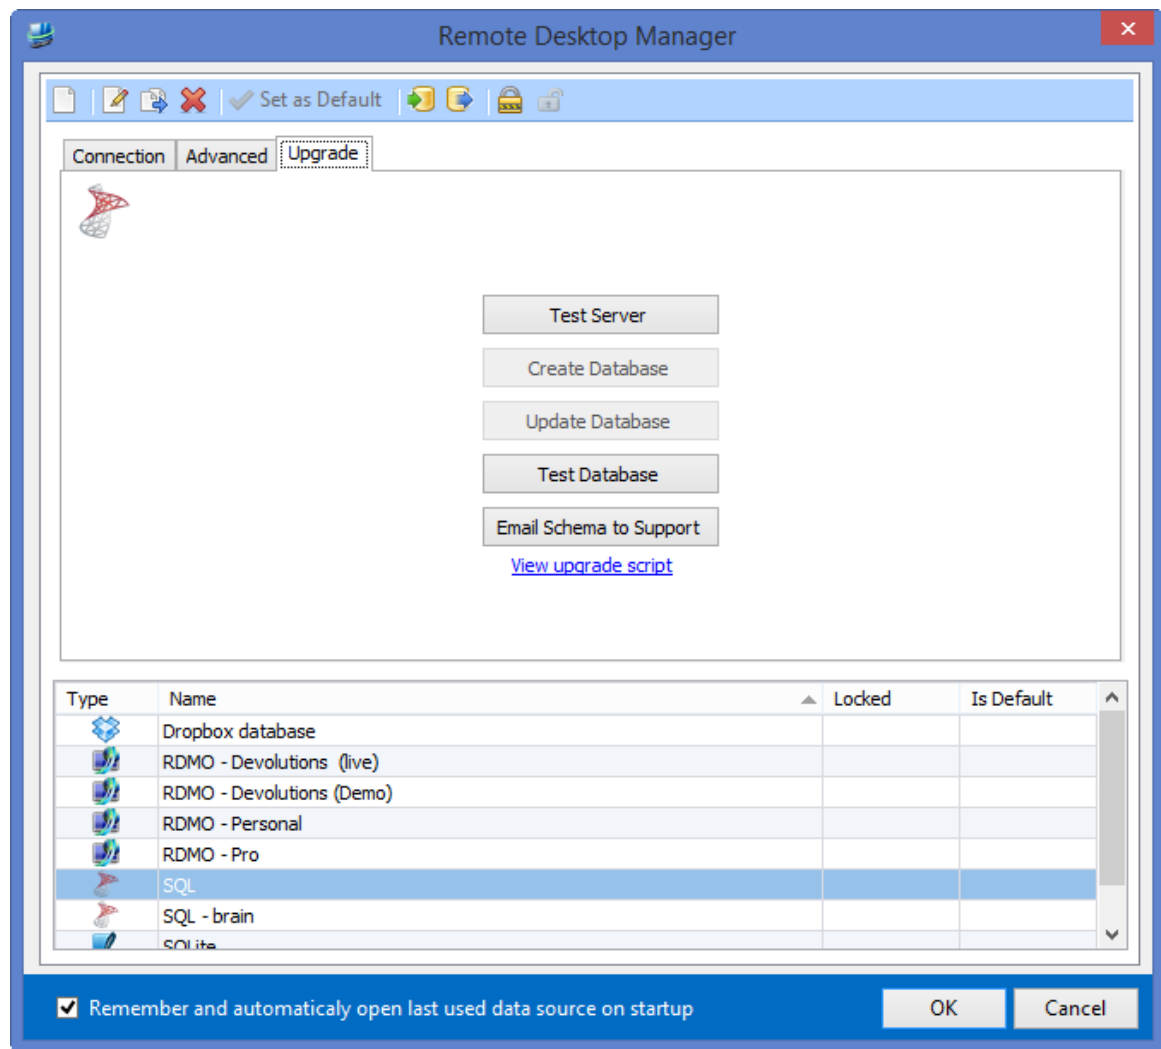 Remote Desktop Manager
Set as Default
Connection Advanced Upgrade
Test Server
Create Database
Update Database
Test Database
Email Schema to Support
View upgrade script
Type Name Locked Is Default
Dropbox database
RDMO - Devolutions (live)
RDMO - Devolutions (Demo)
RDMO - Personal
RDMO - Pro
SQL
SQL - brain
SQLite
Remember and automaticaly open last used data source on startup
OK Cancel